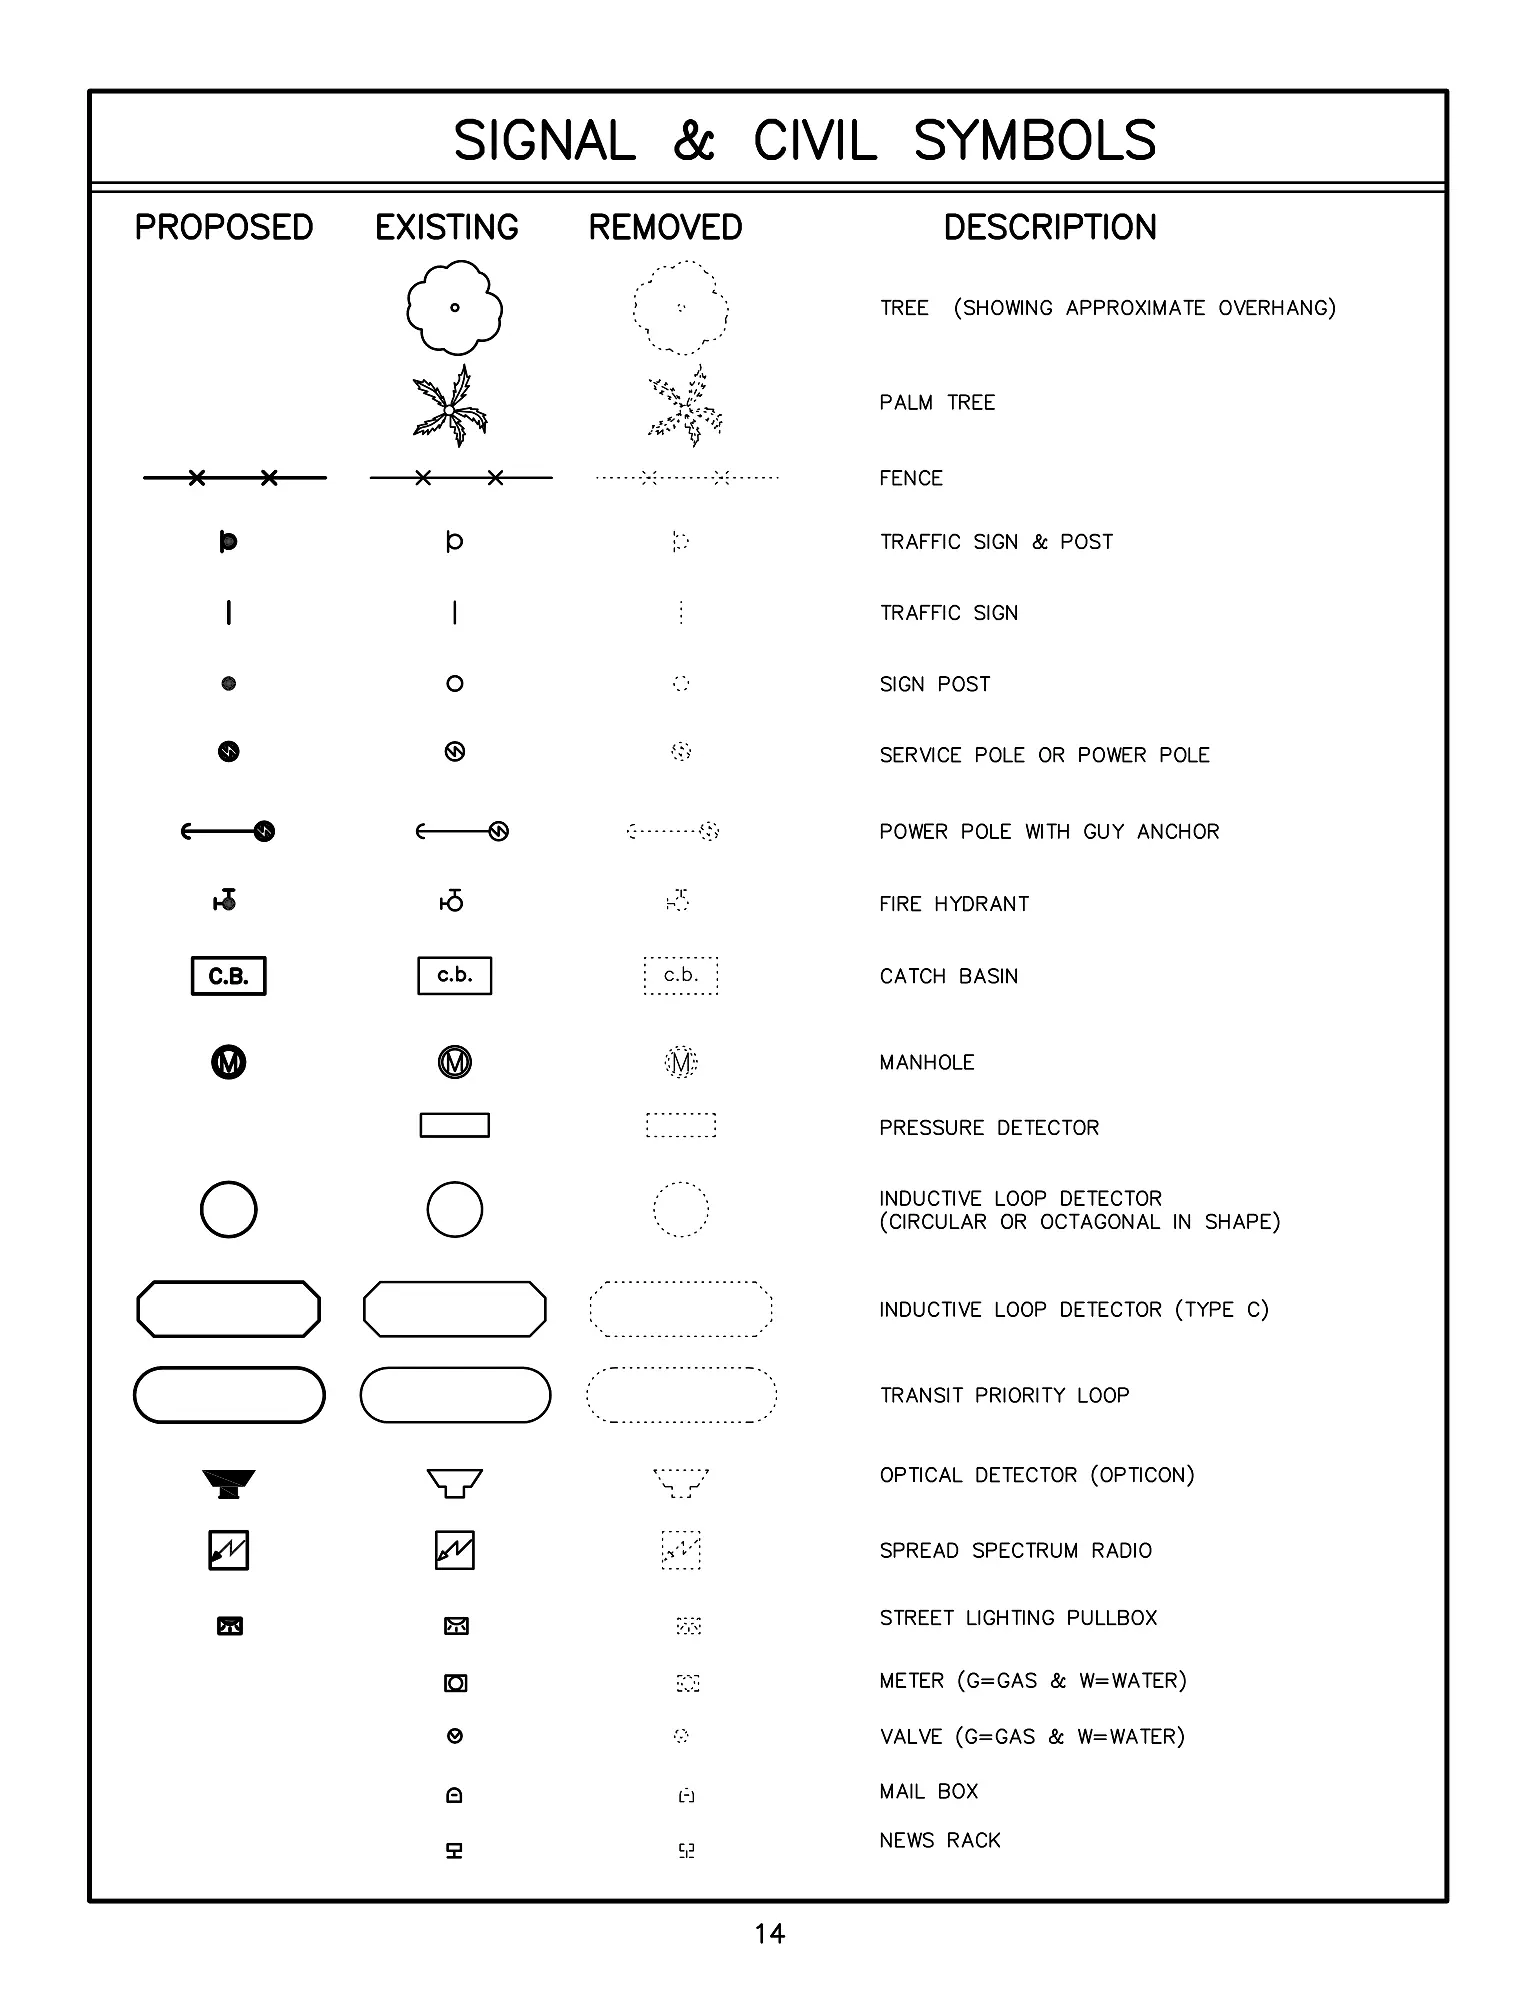 SIGNAL & CIVIL SYMBOLS
PROPOSED EXISTING REMOVED DESCRIPTION
TREE (SHOWING APPROXIMATE OVERHANG)
PALM TREE
FENCE
TRAFFIC SIGN & POST
TRAFFIC SIGN
SIGN POST
SERVICE POLE OR POWER POLE
POWER POLE WITH GUY ANCHOR
FIRE HYDRANT
C.B. c.b. c.b. CATCH BASIN
M M M MANHOLE
PRESSURE DETECTOR
INDUCTIVE LOOP DETECTOR
(CIRCULAR OR OCTAGONAL IN SHAPE)
INDUCTIVE LOOP DETECTOR (TYPE C)
TRANSIT PRIORITY LOOP
OPTICAL DETECTOR (OPTICON)
SPREAD SPECTRUM RADIO
STREET LIGHTING PULLBOX
METER (G=GAS & W=WATER)
VALVE (G=GAS & W=WATER)
MAIL BOX
NEWS RACK
14